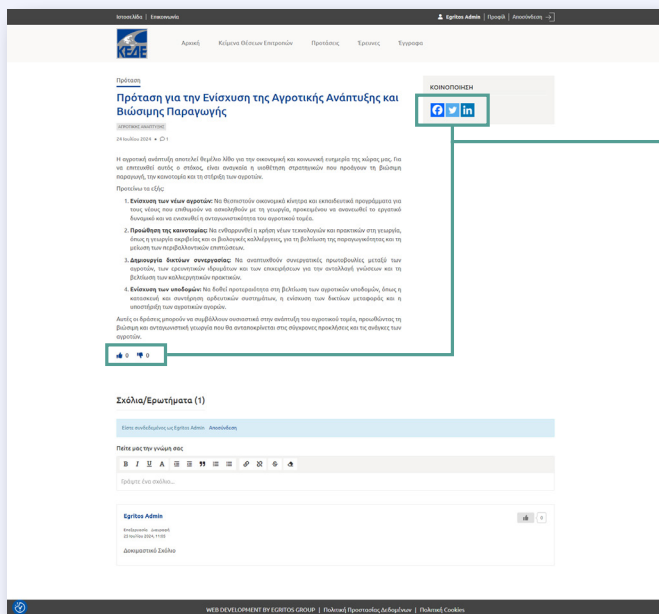 Ιστοσελίδα | Επικοινωνία
Egritos Admin | Προφίλ | Αποσύνδεση
ΚΕΔΕ
Αρχική Κείμενα Θέσεων Επιτροπών Προτάσεις Έρευνες Έγγραφα
Πρόταση
Πρόταση για την Ενίσχυση της Αγροτικής Ανάπτυξης και
Βιώσιμης Παραγωγής
ΑΓΡΟΤΙΚΗΣ ΑΝΑΠΤΥΞΗΣ
24 Ιουλίου 2024 • 1
ΚΟΙΝΟΠΟΙΗΣΗ
Η αγροτική ανάπτυξη αποτελεί θεμέλιο λίθο για την οικονομική και κοινωνική ευημερία της χώρας μας. Για
να επιτευχθεί αυτός ο στόχος, είναι αναγκαία η υιοθέτηση στρατηγικών που προάγουν τη βιώσιμη
παραγωγή, την καινοτομία και τη στήριξη των αγροτών.
Προτείνω τα εξής:
1. Ενίσχυση των νέων αγροτών: Να θεσπιστούν οικονομικά κίνητρα και εκπαιδευτικά προγράμματα για
τους νέους που επιθυμούν να ασχοληθούν με τη γεωργία, προκειμένου να ανανεωθεί το εργατικό
δυναμικό και να ενισχυθεί η ανταγωνιστικότητα του αγροτικού τομέα.
2. Προώθηση της καινοτομίας: Να ενθαρρυνθεί η χρήση νέων τεχνολογιών και πρακτικών στη γεωργία,
όπως η γεωργία ακριβείας και οι βιολογικές καλλιέργειες, για τη βελτίωση της παραγωγικότητας και τη
μείωση των περιβαλλοντικών επιπτώσεων.
3. Δημιουργία δικτύων συνεργασίας: Να αναπτυχθούν συνεργατικές πρωτοβουλίες μεταξύ των
αγροτών, των ερευνητικών ιδρυμάτων και των επιχειρήσεων για την ανταλλαγή γνώσεων και τη
βελτίωση των καλλιεργητικών πρακτικών.
4. Ενίσχυση των υποδομών: Να δοθεί προτεραιότητα στη βελτίωση των αγροτικών υποδομών, όπως η
κατασκευή και συντήρηση αρδευτικών συστημάτων, η ενίσχυση των δικτύων μεταφοράς και η
υποστήριξη των αγροτικών αγορών.
Αυτές οι δράσεις μπορούν να συμβάλλουν ουσιαστικά στην ανάπτυξη του αγροτικού τομέα, προωθώντας τη
βιώσιμη και ανταγωνιστική γεωργία που θα ανταποκρίνεται στις σύγχρονες προκλήσεις και τις ανάγκες των
αγροτών.
0 0
Σχόλια/Ερωτήματα (1)
Είστε συνδεδεμένος ως Egritos Admin Αποσύνδεση
Πείτε μας την γνώμη σας
B I U A
Γράψτε ένα σχόλιο...
Egritos Admin
0
Επεξεργασία Διαγραφή
23 Ιουλίου 2024, 11:03
Δοκιμαστικό Σχόλιο
WEB DEVELOPMENT BY EGRITOS GROUP | Πολιτική Προστασίας Δεδομένων | Πολιτική Cookies